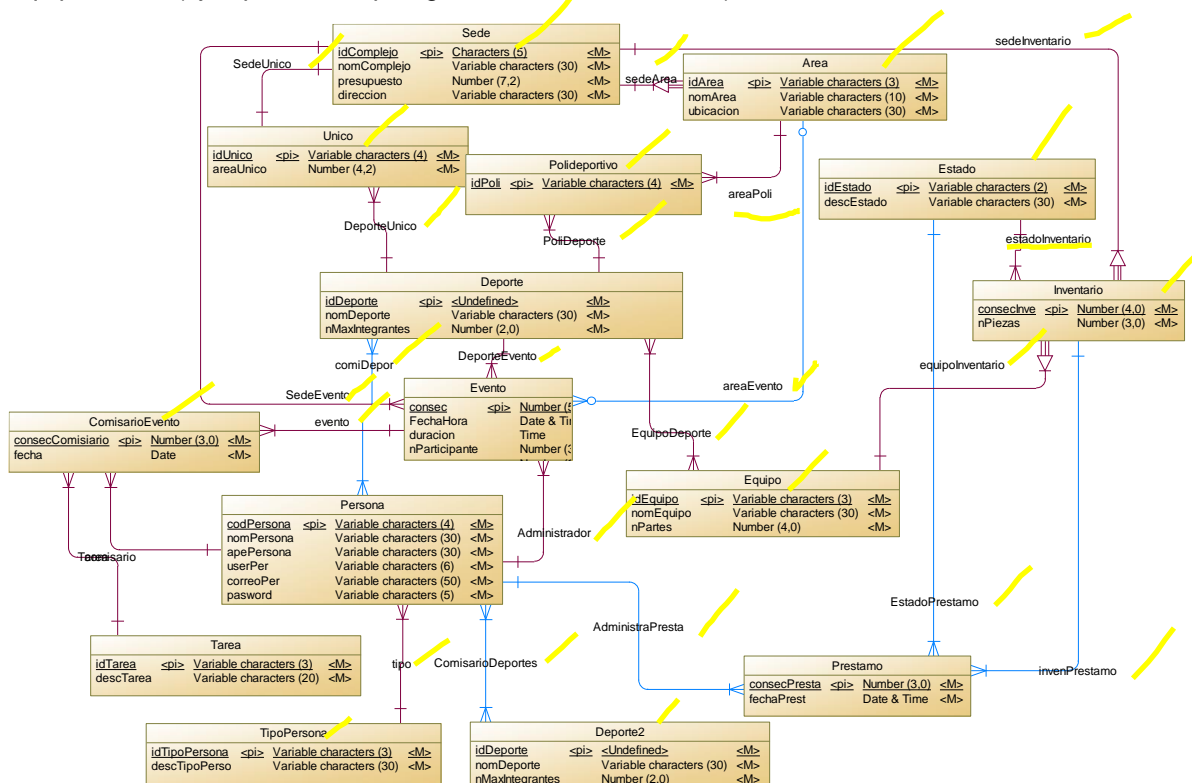 Sede
idComplejo <pi> Characters (5) <M>
nomComplejo Variable characters (30) <M>
presupuesto Number (7,2) <M>
direccion Variable characters (30) <M>
sedeInventario
SedeUnico
sedeArea
Area
idArea <pi> Variable characters (3) <M>
nomArea Variable characters (10) <M>
ubicacion Variable characters (30) <M>
Unico
idUnico <pi> Variable characters (4) <M>
areaUnico Number (4,2) <M>
Polideportivo
idPoli <pi> Variable characters (4) <M>
areaPoli
Estado
idEstado <pi> Variable characters (2) <M>
descEstado Variable characters (30) <M>
DeporteUnico
PoliDeporte
estadoInventario
Deporte
idDeporte <pi> <Undefined> <M>
nomDeporte Variable characters (30) <M>
nMaxIntegrantes Number (2,0) <M>
Inventario
consecInve <pi> Number (4,0) <M>
nPiezas Number (3,0) <M>
comiDepor
DeporteEvento
equipoInventario
SedeEvento
areaEvento
Evento
consec <pi> Number (5
FechaHora Date & Ti
duracion Time
nParticipante Number (3
ComisarioEvento
consecComisiario <pi> Number (3,0) <M>
fecha Date <M>
evento
EquipoDeporte
Equipo
idEquipo <pi> Variable characters (3) <M>
nomEquipo Variable characters (30) <M>
nPartes Number (4,0) <M>
Persona
codPersona <pi> Variable characters (4) <M>
nomPersona Variable characters (30) <M>
apePersona Variable characters (30) <M>
userPer Variable characters (6) <M>
correoPer Variable characters (50) <M>
pasword Variable characters (5) <M>
Administrador
EstadoPrestamo
AdministraPresta
Tarea
idTarea <pi> Variable characters (3) <M>
descTarea Variable characters (20) <M>
tipo
ComisarioDeportes
Prestamo
consecPresta <pi> Number (3,0) <M>
fechaPrest Date & Time <M>
invenPrestamo
TipoPersona
idTipoPersona <pi> Variable characters (3) <M>
descTipoPerso Variable characters (30) <M>
Deporte2
idDeporte <pi> <Undefined> <M>
nomDeporte Variable characters (30) <M>
nMaxIntegrantes Number (2,0) <M>